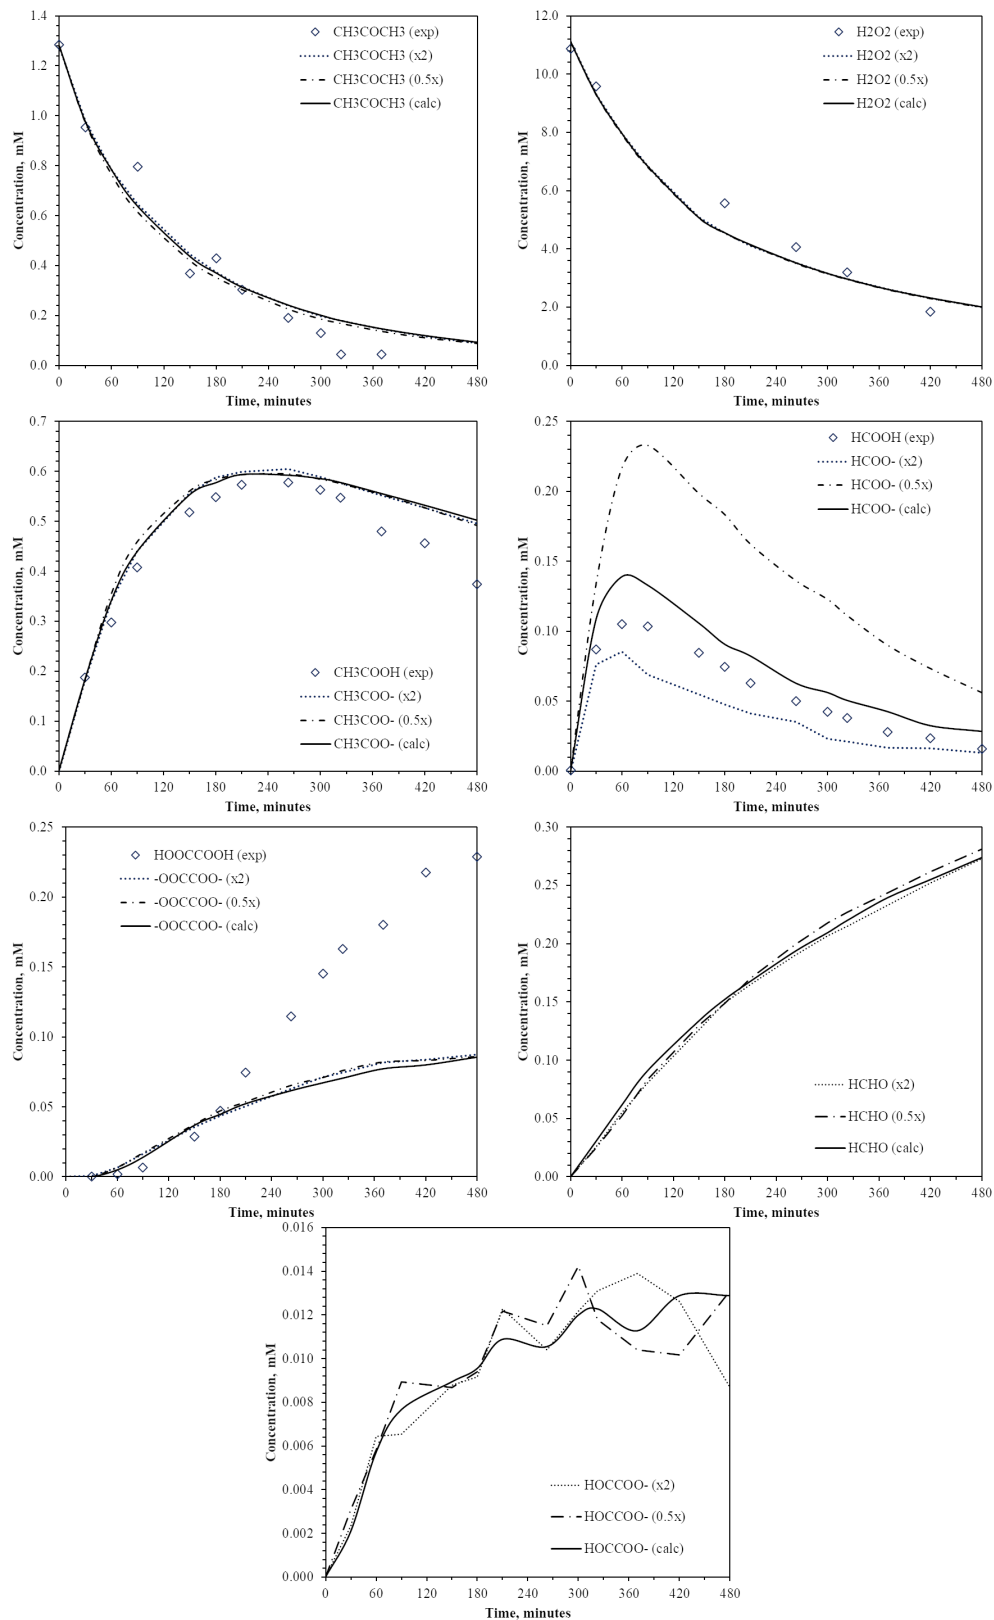 1.4
1.2
1.0
0.8
0.6
0.4
0.2
0.0
Concentration, mM
CH3COCH3 (exp)
CH3COCH3 (x2)
CH3COCH3 (0.5x)
CH3COCH3 (calc)
0 60 120 180 240 300 360 420 480
Time, minutes
12.0
10.0
8.0
6.0
4.0
2.0
0.0
Concentration, mM
H2O2 (exp)
H2O2 (x2)
H2O2 (0.5x)
H2O2 (calc)
0 60 120 180 240 300 360 420 480
Time, minutes
0.7
0.6
0.5
0.4
0.3
0.2
0.1
0.0
Concentration, mM
CH3COOH (exp)
CH3COO- (x2)
CH3COO- (0.5x)
CH3COO- (calc)
0 60 120 180 240 300 360 420 480
Time, minutes
0.25
0.20
0.15
0.10
0.05
0.00
Concentration, mM
HCOOH (exp)
HCOO- (x2)
HCOO- (0.5x)
HCOO- (calc)
0 60 120 180 240 300 360 420 480
Time, minutes
0.25
0.20
0.15
0.10
0.05
0.00
Concentration, mM
HOOCCOOH (exp)
-OOCCOO- (x2)
-OOCCOO- (0.5x)
-OOCCOO- (calc)
0 60 120 180 240 300 360 420 480
Time, minutes
0.30
0.25
0.20
0.15
0.10
0.05
0.00
Concentration, mM
HCHO (x2)
HCHO (0.5x)
HCHO (calc)
0 60 120 180 240 300 360 420 480
Time, minutes
0.016
0.014
0.012
0.010
0.008
0.006
0.004
0.002
0.000
Concentration, mM
HOCCOO- (x2)
HOCCOO- (0.5x)
HOCCOO- (calc)
0 60 120 180 240 300 360 420 480
Time, minutes